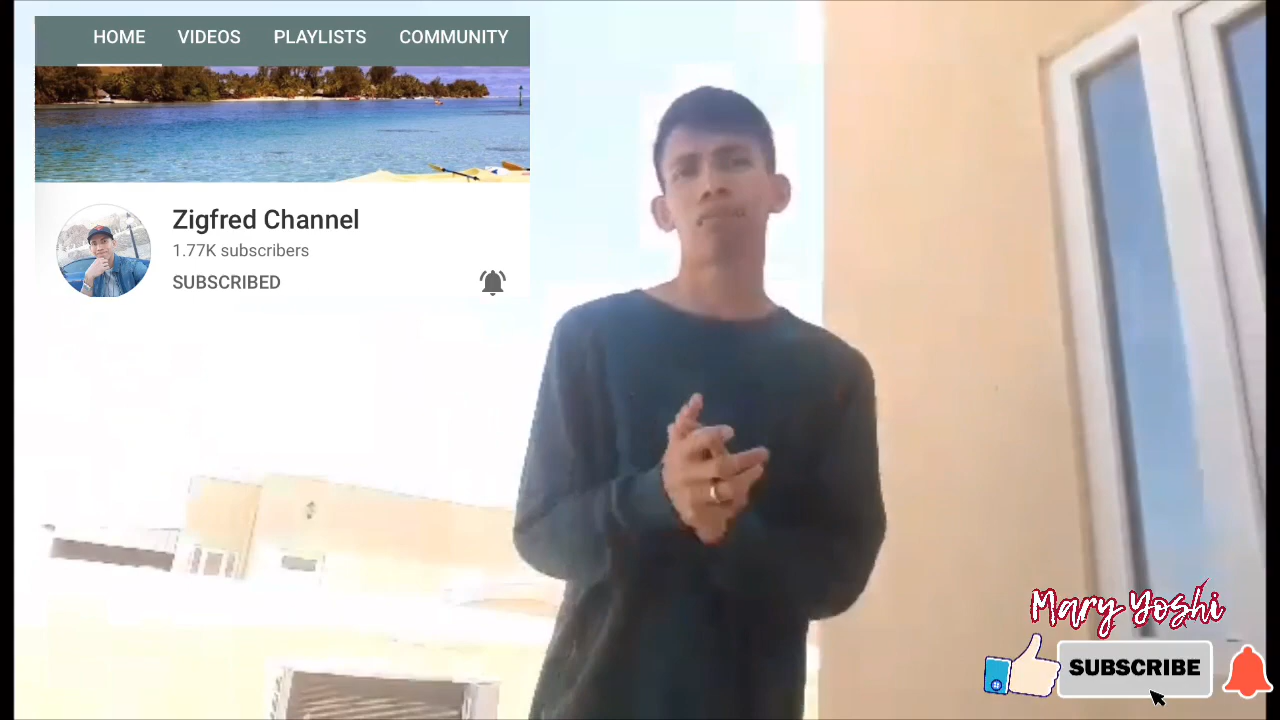 HOME VIDEOS PLAYLISTS COMMUNITY
Zigfred Channel
1.77K subscribers
SUBSCRIBED
Mary Yoshi
SUBSCRIBE